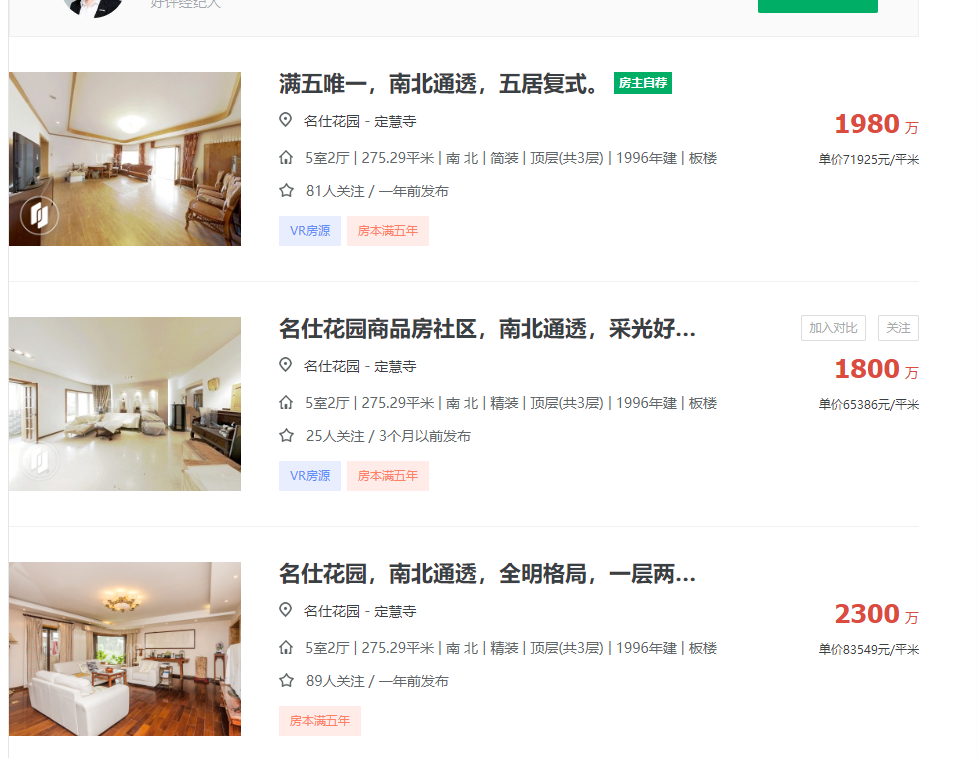 好评经纪人
满五唯一，南北通透，五居复式。 房主自荐
名仕花园 - 定慧寺
1980 万
5室2厅 | 275.29平米 | 南 北 | 简装 | 顶层(共3层) | 1996年建 | 板楼
单价71925元/平米
81人关注 / 一年前发布
VR房源 房本满五年
名仕花园商品房社区，南北通透，采光好...
加入对比 关注
名仕花园 - 定慧寺
1800 万
5室2厅 | 275.29平米 | 南 北 | 精装 | 顶层(共3层) | 1996年建 | 板楼
单价65386元/平米
25人关注 / 3个月以前发布
VR房源 房本满五年
名仕花园，南北通透，全明格局，一层两...
名仕花园 - 定慧寺
2300 万
5室2厅 | 275.29平米 | 南 北 | 精装 | 顶层(共3层) | 1996年建 | 板楼
单价83549元/平米
89人关注 / 一年前发布
房本满五年